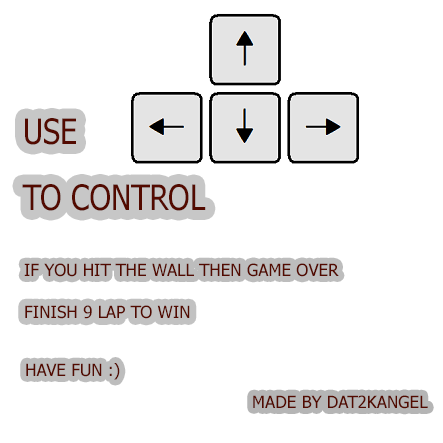 USE
TO CONTROL
IF YOU HIT THE WALL THEN GAME OVER
FINISH 9 LAP TO WIN
HAVE FUN :)
MADE BY DAT2KANGEL